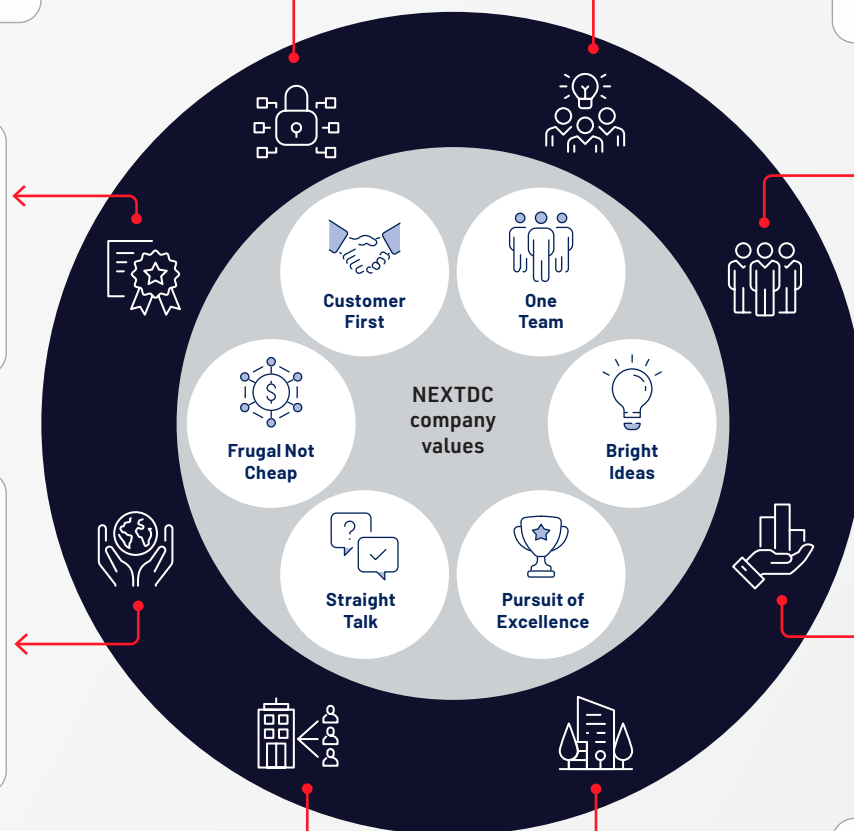 Customer
First
One
Team
Frugal Not
Cheap
NEXTDC
company
values
Bright
Ideas
Straight
Talk
Pursuit of
Excellence
$
?